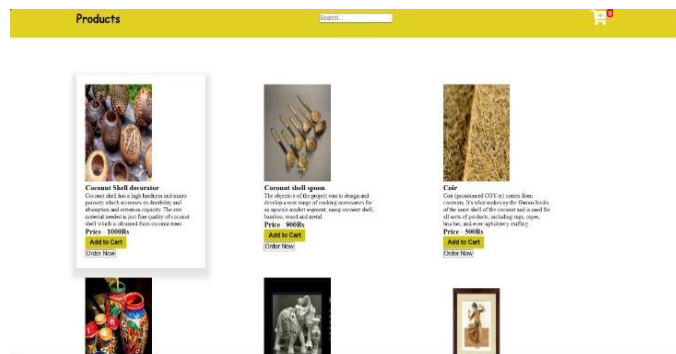 Products
Search...
0
Coconut Shell decorator
Coconut shell has a high hardness and more
porosity which increases its durability and
absorption and retention capacity. The raw
material needed is just fine quality of coconut
shell which is obtained from coconut trees.
Price - 1000Rs
Add to Cart
Order Now
Coconut shell spoon
The objective of the project was to design and
develop a new range of cooking accessories for
an upscale market segment, using coconut shell,
bamboo, wood and metal
Price - 900Rs
Add to Cart
Order Now
Coir
Coir (pronounced COY-er) comes from
coconuts. It's what makes up the fibrous husks
of the inner shell of the coconut and is used for
all sorts of products, including rugs, ropes,
brushes, and even upholstery stuffing.
Price - 500Rs
Add to Cart
Order Now